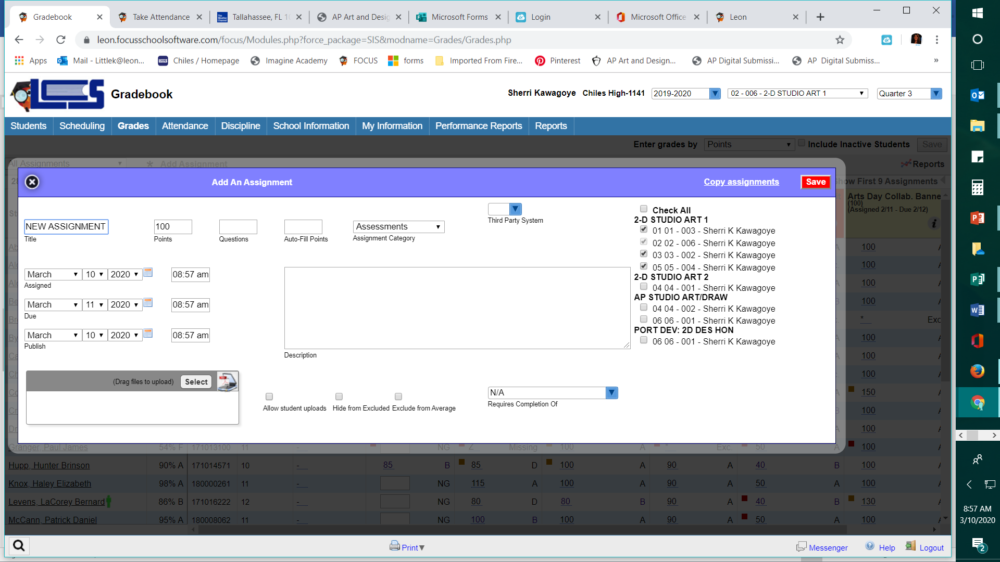 Gradebook
Take Attendance
Tallahassee, FL 10
AP Art and Desig
Microsoft Forms
Login
Microsoft Office
Leon
leon.focusschoolsoftware.com/focus/Modules.php?force_package=SIS&modname=Grades/Grades.php
Apps
Mail - Littlek@leon...
Chiles / Homepage
Imagine Academy
FOCUS
forms
Imported From Fire...
Pinterest
AP Art and Design...
AP Digital Submissi...
AP Digital Submiss...
»
LCS
Gradebook
Sherri Kawagoye Chiles High-1141
2019-2020
02 - 006 - 2-D STUDIO ART 1
Quarter 3
Students Scheduling Grades Attendance Discipline School Information My Information Performance Reports Reports
Enter grades by Points Include Inactive Students Save
All Assignments Add Assignment Reports
Add An Assignment Copy assignments Save
how First 9 Assignments
Arts Day Collab. Banne
(100)
(Assigned 2/11 - Due 2/12)
NEW ASSIGNMENT
Title
100
Points
Questions
Auto-Fill Points
Assessments
Assignment Category
Third Party System
Check All
2-D STUDIO ART 1
01 01 - 003 - Sherri K Kawagoye
02 02 - 006 - Sherri K Kawagoye
03 03 - 002 - Sherri K Kawagoye
05 05 - 004 - Sherri K Kawagoye
2-D STUDIO ART 2
04 04 - 001 - Sherri K Kawagoye
AP STUDIO ART/DRAW
04 04 - 002 - Sherri K Kawagoye
06 06 - 001 - Sherri K Kawagoye
PORT DEV: 2D DES HON
06 06 - 001 - Sherri K Kawagoye
March 10 2020 08:57 am
Assigned
March 11 2020 08:57 am
Due
March 10 2020 08:57 am
Publish
Description
(Drag files to upload) Select
Allow student uploads
Hide from Excluded
Exclude from Average
N/A
Requires Completion Of
100
100
100
100
* Exc
100
100
100
150
100
100
Granger, Paul James 54% F 171013100 11 - NG Z Missing 100 A * Exc. 50 A 100
Hupp, Hunter Brinson 90% A 171014571 10 - 85 B 85 D 100 A 90 A 40 B 100
Knox, Haley Elizabeth 98% A 180000261 11 - NG 115 A 100 A 90 A 50 A 100
Levens, LaCorey Bernard 86% B 171016222 12 - NG 80 D 80 B 90 A 40 B 130
McCann, Patrick Daniel 95% A 180008062 11 - NG 100 B 100 A 90 A 50 A 100
Print
Messenger
Help
Logout
8:57 AM
3/10/2020
2